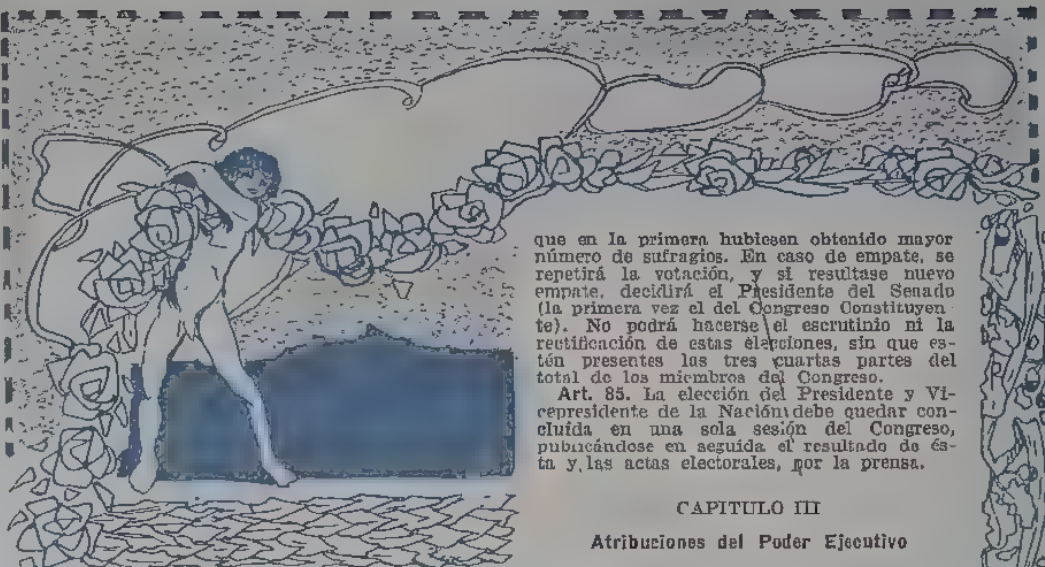 que en la primera hubiesen obtenido mayor
número de sufragios. En caso de empate, se
repetirá la votación, y si resultase nuevo
empate, decidirá el Presidente del Senado
(la primera vez el del Congreso Constituyen-
te). No podrá hacerse el escrutinio ni la
rectificación de estas elecciones, sin que es-
tén presentes las tres cuartas partes del
total de los miembros del Congreso.
Art. 85. La elección del Presidente y Vi-
cepresidente de la Nación debe quedar con-
cluída en una sola sesión del Congreso,
publicándose en seguida el resultado de és-
ta y las actas electorales, por la prensa.
CAPITULO III
Atribuciones del Poder Ejecutivo